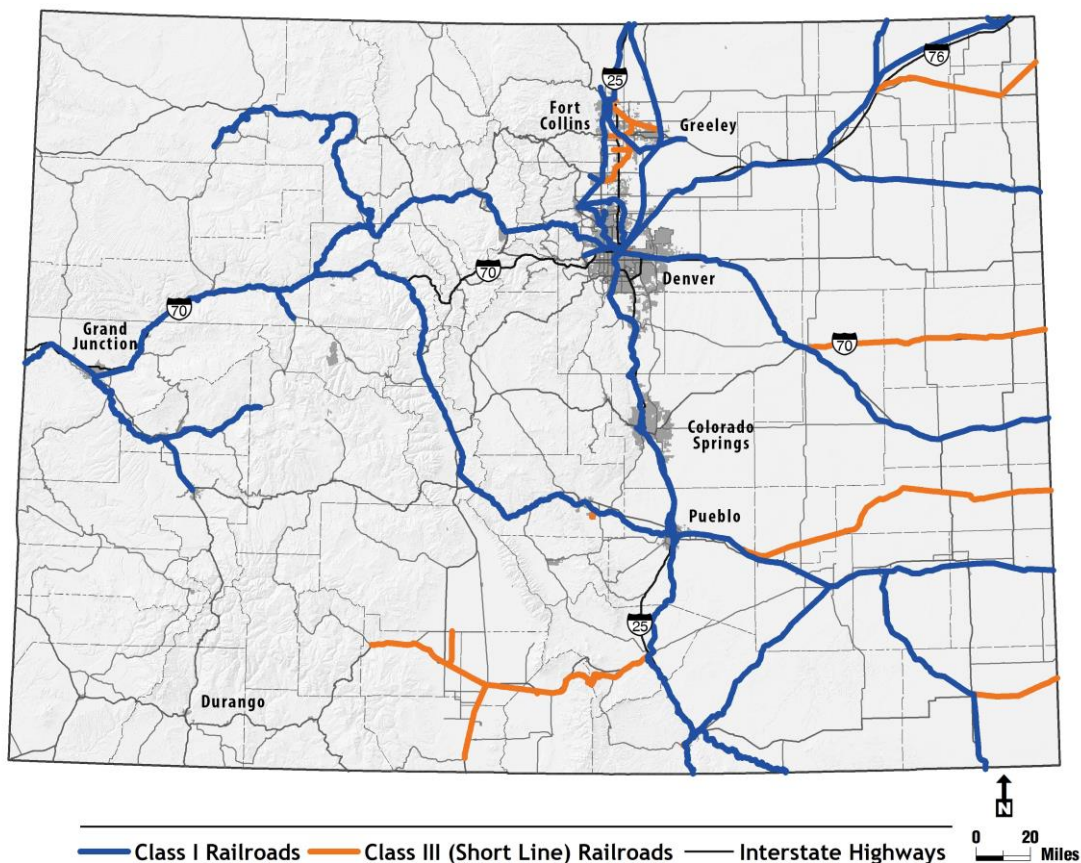 76
25
Fort
Collins
Greeley
70
Denver
70
Grand
Junction
70
Colorado
Springs
Pueblo
25
Durango
N
Class I Railroads
Class III (Short Line) Railroads
Interstate Highways
0 20
Miles